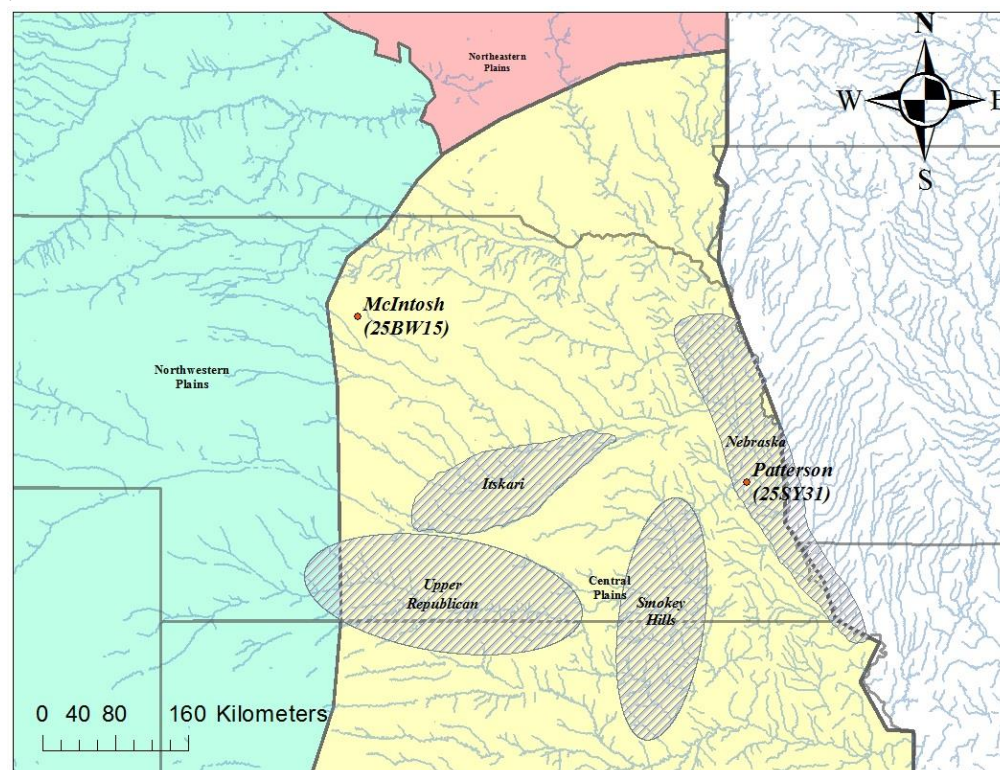 N
W
E
S
Northeastern
Plains
McIntosh
(25BW15)
Northwestern
Plains
Nebraska
Patterson
(25SY31)
Itskari
Upper
Republican
Central
Plains
Smokey
Hills
0 40 80 160 Kilometers